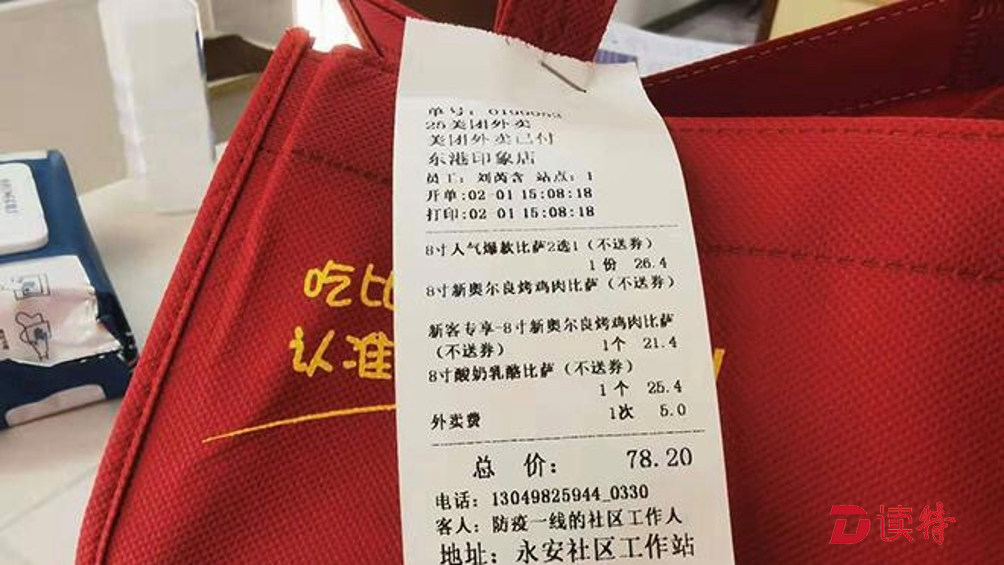 单号：0199053
25美团外卖
美团外卖已付
东港印象店
员工：刘芮含 站点：1
开单:02-01 15:08:18
打印:02-01 15:08:18
8寸人气爆款比萨2选1（不送券）
1 份 26.4
8寸新奥尔良烤鸡肉比萨（不送券）
新客专享-8寸新奥尔良烤鸡肉比萨
（不送券） 1个 21.4
8寸酸奶乳酪比萨（不送券）
1 个 25.4
外卖费 1次 5.0
总 价： 78.20
电话：13049825944_0330
客人：防疫一线的社区工作人
地址：永安社区工作站
吃比
认准
读特